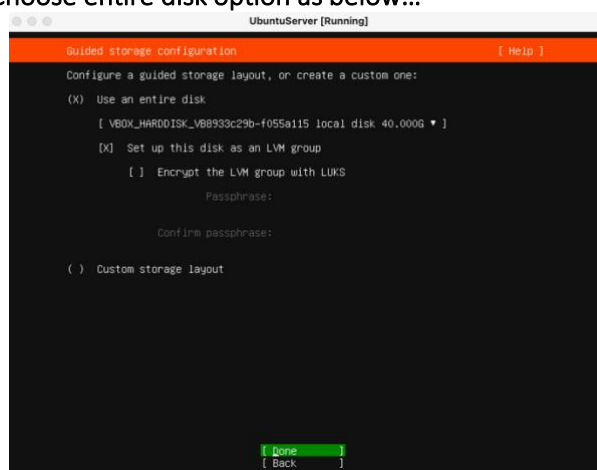 choose entire disk option as below...
UbuntuServer [Running]
Guided storage configuration [ Help ]
Configure a guided storage layout, or create a custom one:
(X) Use an entire disk
[ VBOX_HARDDISK_VB8933c29b-f055a115 local disk 40.000G ▾ ]
[X] Set up this disk as an LVM group
[ ] Encrypt the LVM group with LUKS
Passphrase:
Confirm passphrase:
( ) Custom storage layout
[ Done ]
[ Back ]